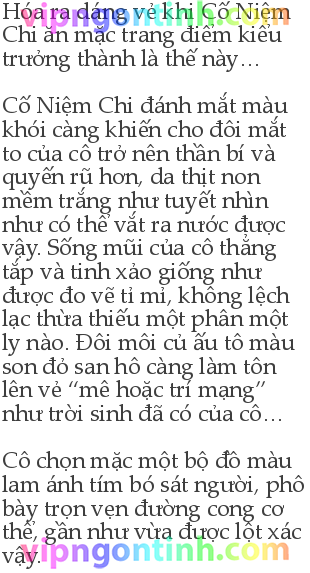 Hóa ra dáng vẻ khi Cố Niệm
Chi ăn mặc trang điểm kiểu
trưởng thành là thế này…
Cố Niệm Chi đánh mắt màu
khói càng khiến cho đôi mắt
to của cô trở nên thần bí và
quyến rũ hơn, da thịt non
mềm trắng như tuyết nhìn
như có thể vắt ra nước được
vậy. Sống mũi của cô thẳng
tắp và tinh xảo giống như
được đo vẽ tỉ mỉ, không lệch
lạc thừa thiếu một phân một
ly nào. Đôi môi củ ấu tô màu
son đỏ san hô càng làm tôn
lên vẻ “mê hoặc trí mạng”
như trời sinh đã có của cô…
Cô chọn mặc một bộ đồ màu
lam ánh tím bó sát người, phô
bày trọn vẹn đường cong cơ
thể, gần như vừa được lột xác
vậy.
vipngontinh.com
vipngontinh.com